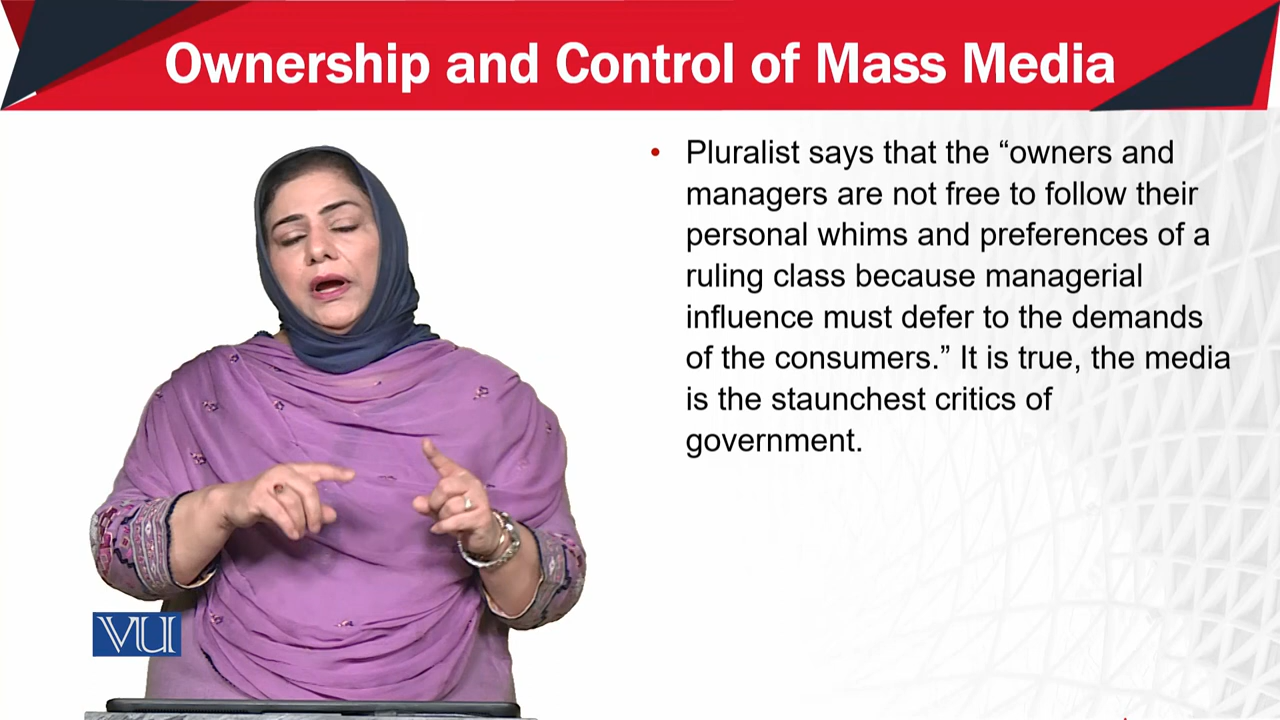 Ownership and Control of Mass Media
• Pluralist says that the “owners and
managers are not free to follow their
personal whims and preferences of a
ruling class because managerial
influence must defer to the demands
of the consumers.” It is true, the media
is the staunchest critics of
government.
VU